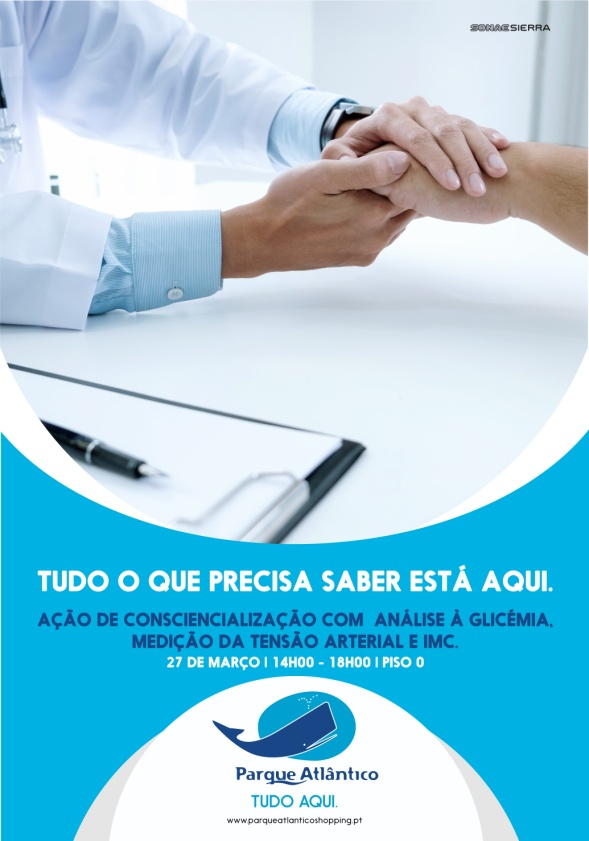 SONAESIERRA
TUDO O QUE PRECISA SABER ESTÁ AQUI.
AÇÃO DE CONSCIENCIALIZAÇÃO COM ANÁLISE À GLICÉMIA,
MEDIÇÃO DA TENSÃO ARTERIAL E IMC.
27 DE MARÇO | 14H00 - 18H00 | PISO 0
Parque Atlântico
TUDO AQUI.
www.parqueatlanticoshopping.pt